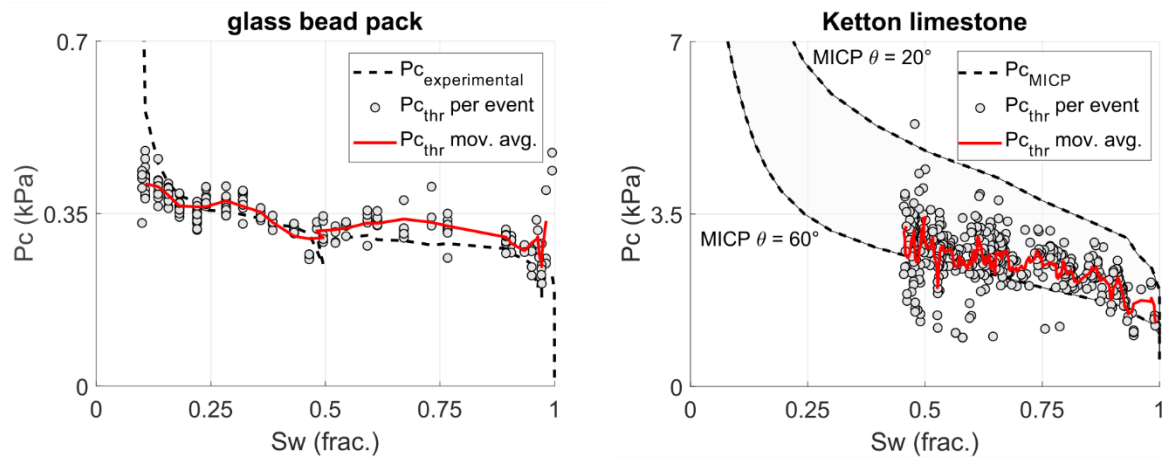 glass bead pack
0.7
0.35
0
Pc (kPa)
Pc_experimental
Pc_thr per event
Pc_thr mov. avg.
0 0.25 0.5 0.75 1
Sw (frac.)
Ketton limestone
7
3.5
0
Pc (kPa)
MICP θ = 20°
MICP θ = 60°
Pc_MICP
Pc_thr per event
Pc_thr mov. avg.
0 0.25 0.5 0.75 1
Sw (frac.)